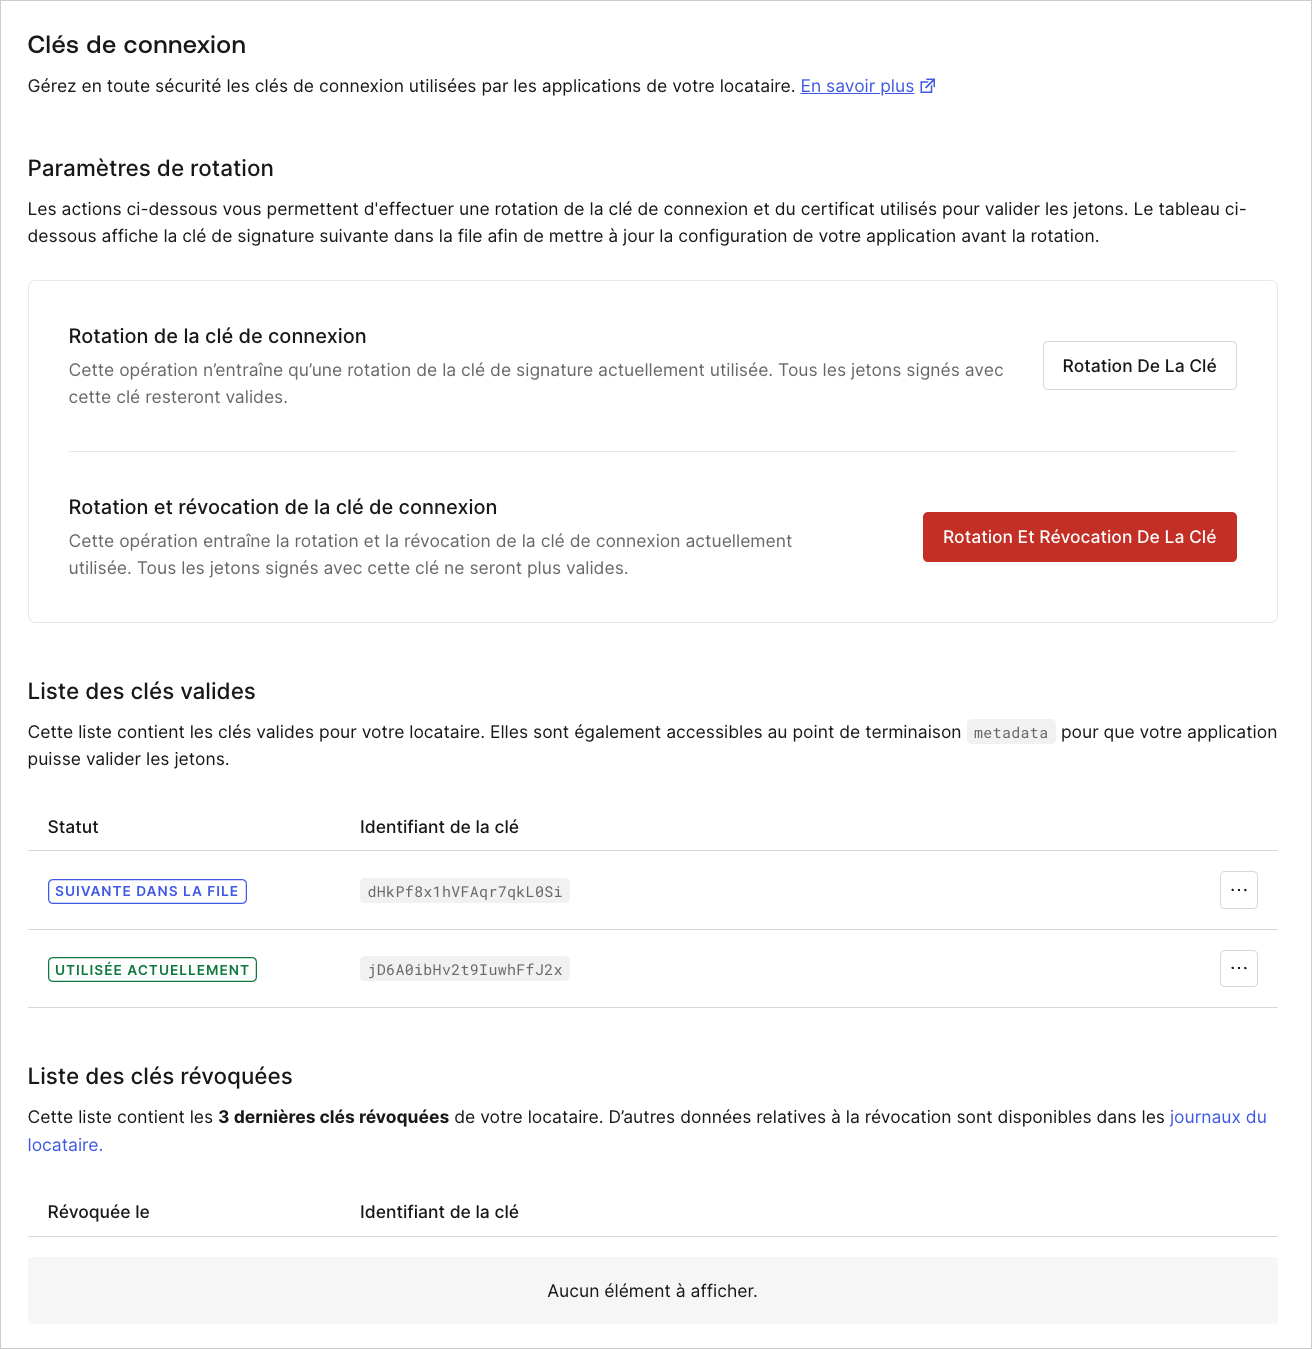 Clés de connexion
Gérez en toute sécurité les clés de connexion utilisées par les applications de votre locataire. En savoir plus
Paramètres de rotation
Les actions ci-dessous vous permettent d'effectuer une rotation de la clé de connexion et du certificat utilisés pour valider les jetons. Le tableau ci-
dessous affiche la clé de signature suivante dans la file afin de mettre à jour la configuration de votre application avant la rotation.
Rotation de la clé de connexion
Cette opération n’entraîne qu’une rotation de la clé de signature actuellement utilisée. Tous les jetons signés avec
cette clé resteront valides.
Rotation De La Clé
Rotation et révocation de la clé de connexion
Cette opération entraîne la rotation et la révocation de la clé de connexion actuellement
utilisée. Tous les jetons signés avec cette clé ne seront plus valides.
Rotation Et Révocation De La Clé
Liste des clés valides
Cette liste contient les clés valides pour votre locataire. Elles sont également accessibles au point de terminaison metadata pour que votre application
puisse valider les jetons.
Statut Identifiant de la clé
SUIVANTE DANS LA FILE dHkPf8x1hVFAqr7qkL0Si
UTILISÉE ACTUELLEMENT jD6A0ibHv2t9IuwhFfJ2x
Liste des clés révoquées
Cette liste contient les 3 dernières clés révoquées de votre locataire. D’autres données relatives à la révocation sont disponibles dans les journaux du
locataire.
Révoquée le Identifiant de la clé
Aucun élément à afficher.